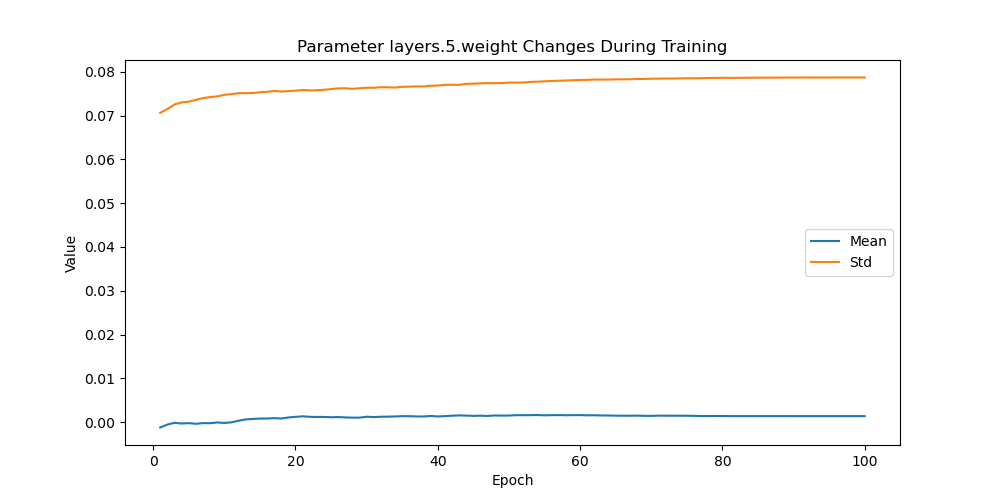 Parameter layers.5.weight Changes During Training
0.08
0.07
0.06
0.05
0.04
0.03
0.02
0.01
0.00
Value
Mean
Std
0 20 40 60 80 100
Epoch